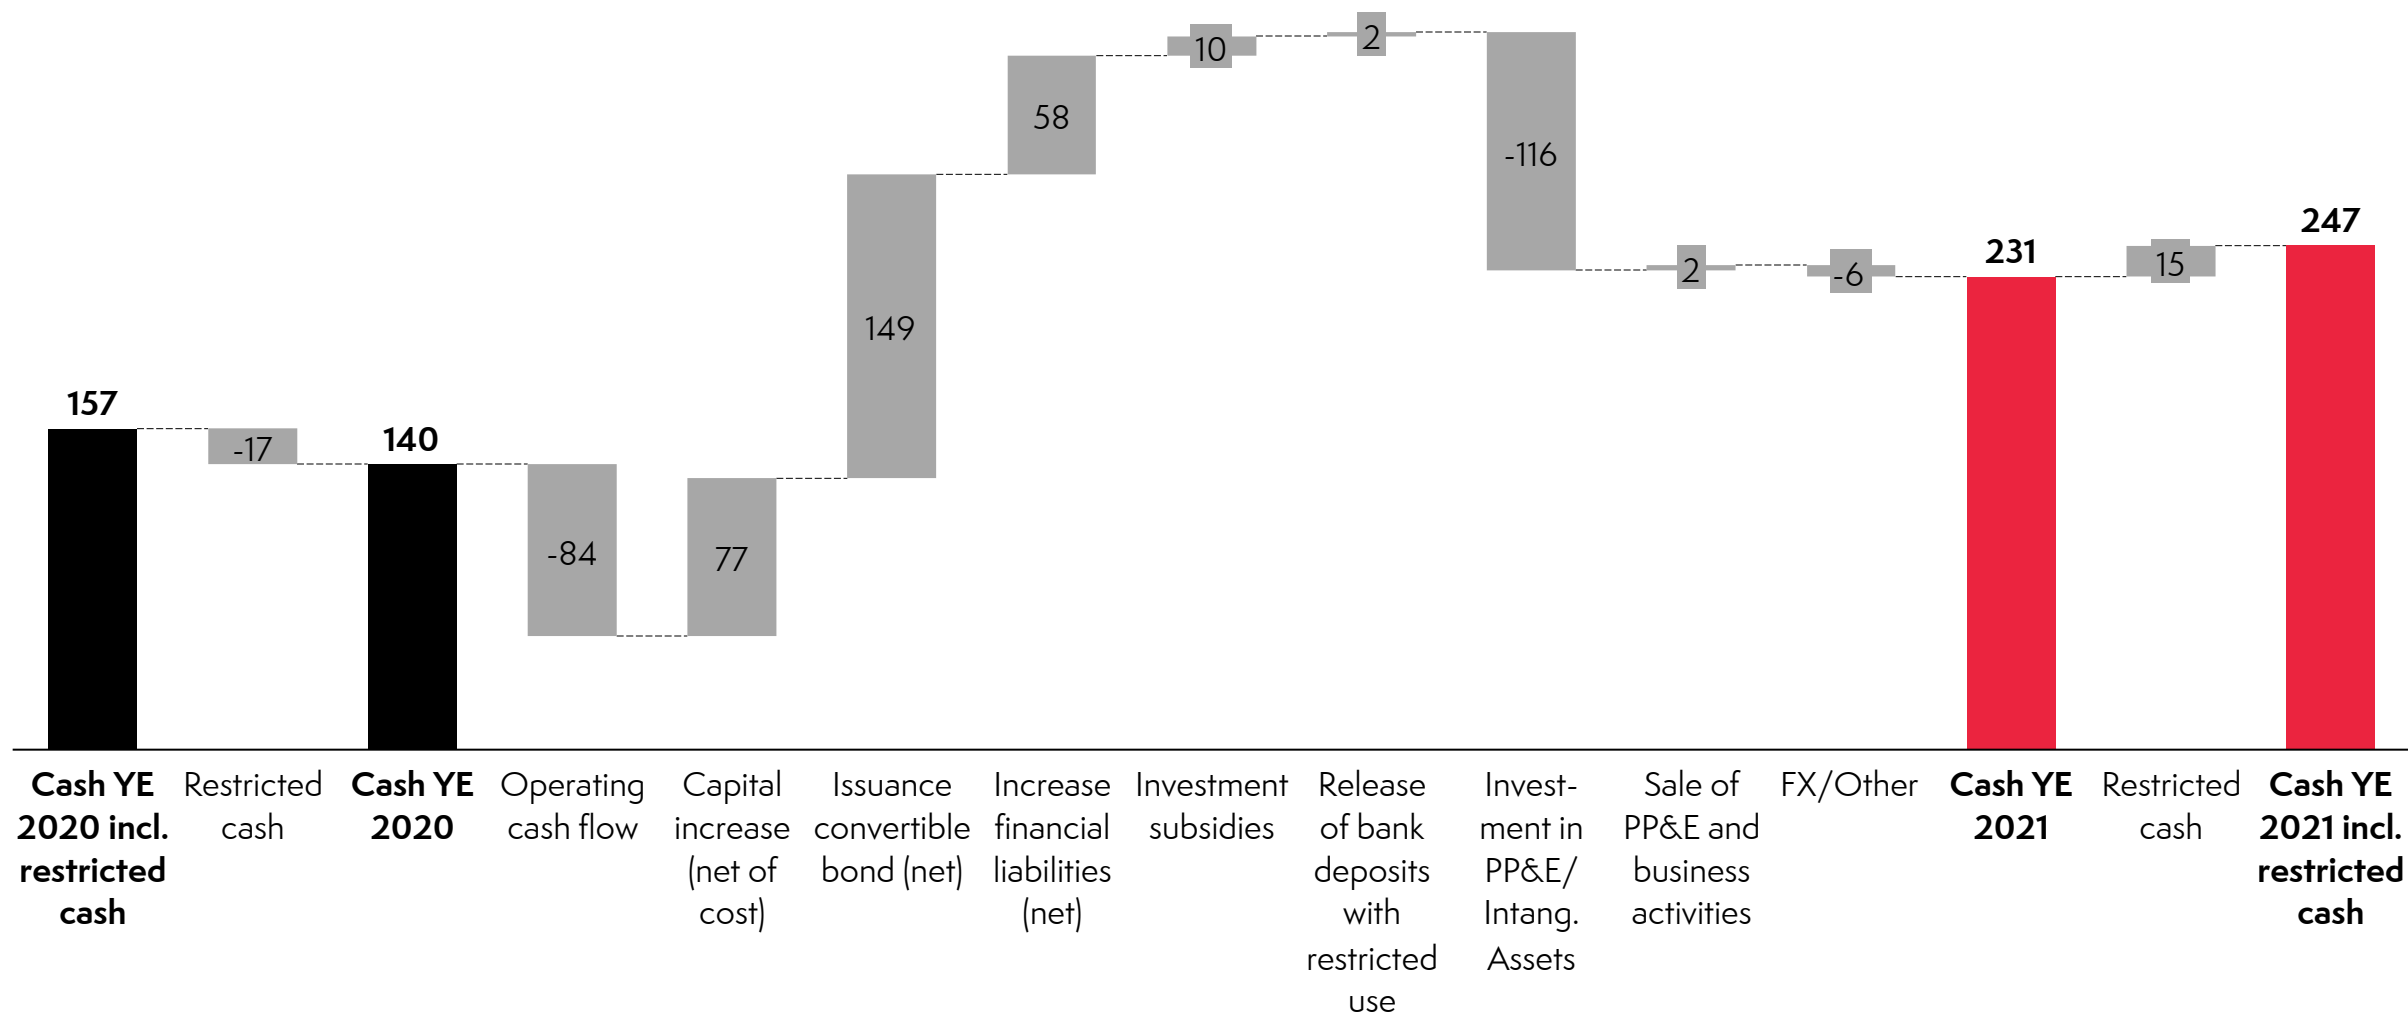 157
-17
140
-84
77
149
58
10
2
-116
2
-6
231
15
247
Cash YE
2020 incl.
restricted
cash
Restricted
cash
Cash YE
2020
Operating
cash flow
Capital
increase
(net of
cost)
Issuance
convertible
bond (net)
Increase
financial
liabilities
(net)
Investment
subsidies
Release
of bank
deposits
with
restricted
use
Invest-
ment in
PP&E/
Intang.
Assets
Sale of
PP&E and
business
activities
FX/Other
Cash YE
2021
Restricted
cash
Cash YE
2021 incl.
restricted
cash